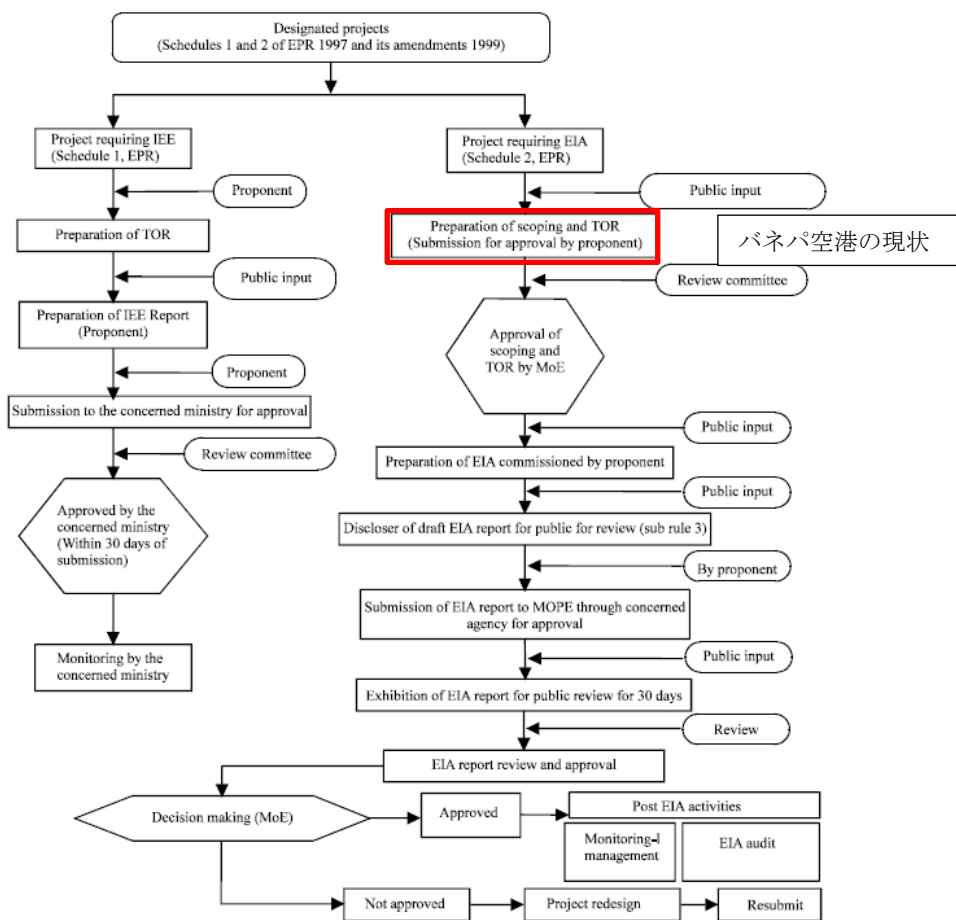 Designated projects
(Schedules 1 and 2 of EPR 1997 and its amendments 1999)
Project requiring IEE
(Schedule 1, EPR)
Proponent
Preparation of TOR
Public input
Preparation of IEE Report
(Proponent)
Proponent
Submission to the concerned ministry for approval
Review committee
Approved by the
concerned ministry
(Within 30 days of
submission)
Monitoring by the
concerned ministry
Project requiring EIA
(Schedule 2, EPR)
Public input
Preparation of scoping and TOR
(Submission for approval by proponent)
バネパ空港の現状
Review committee
Approval of
scoping and
TOR by MoE
Public input
Preparation of EIA commissioned by proponent
Public input
Discloser of draft EIA report for public for review (sub rule 3)
By proponent
Submission of EIA report to MOPE through concerned
agency for approval
Public input
Exhibition of EIA report for public review for 30 days
Review
EIA report review and approval
Decision making (MoE)
Approved
Post EIA activities
Monitoring-I
management
EIA audit
Not approved
Project redesign
Resubmit